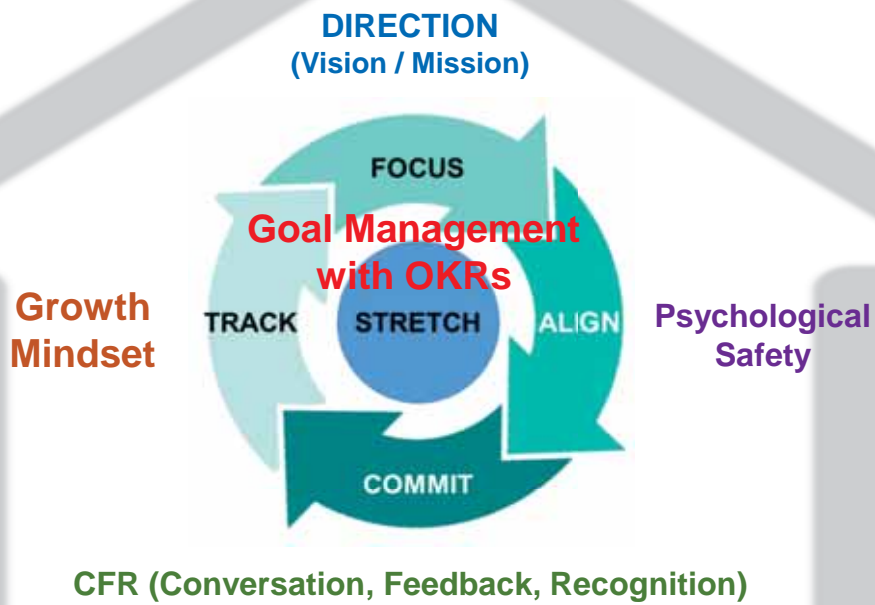 DIRECTION
(Vision / Mission)
FOCUS
Goal Management
with OKRs
Growth
Mindset
TRACK
STRETCH
ALIGN
Psychological
Safety
COMMIT
CFR (Conversation, Feedback, Recognition)